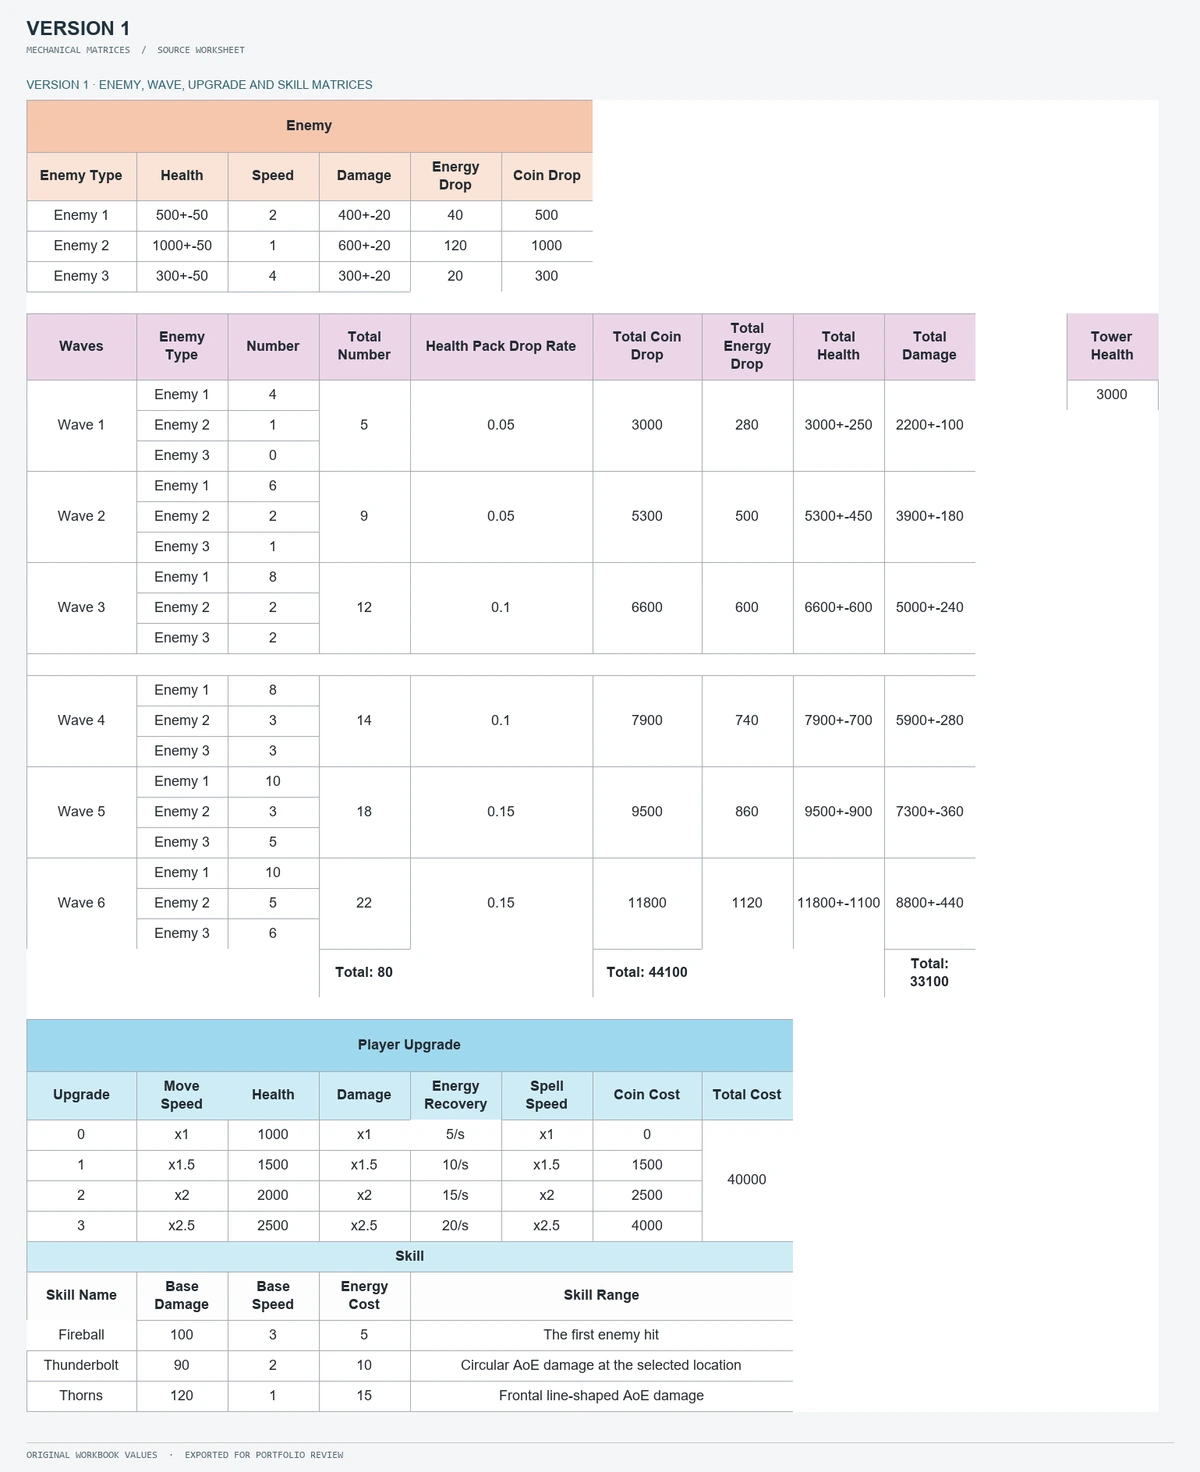 VERSION 1
MECHANICAL MATRICES / SOURCE WORKSHEET
VERSION 1 · ENEMY, WAVE, UPGRADE AND SKILL MATRICES
Enemy
Enemy Type Health Speed Damage Energy Drop Coin Drop
Enemy 1 500+-50 2 400+-20 40 500
Enemy 2 1000+-50 1 600+-20 120 1000
Enemy 3 300+-50 4 300+-20 20 300
Waves Enemy Type Number Total Number Health Pack Drop Rate Total Coin Drop Total Energy Drop Total Health Total Damage Tower Health
Enemy 1 4 3000
Wave 1 Enemy 2 1 5 0.05 3000 280 3000+-250 2200+-100
Enemy 3 0
Enemy 1 6
Wave 2 Enemy 2 2 9 0.05 5300 500 5300+-450 3900+-180
Enemy 3 1
Enemy 1 8
Wave 3 Enemy 2 2 12 0.1 6600 600 6600+-600 5000+-240
Enemy 3 2
Enemy 1 8
Wave 4 Enemy 2 3 14 0.1 7900 740 7900+-700 5900+-280
Enemy 3 3
Enemy 1 10
Wave 5 Enemy 2 3 18 0.15 9500 860 9500+-900 7300+-360
Enemy 3 5
Enemy 1 10
Wave 6 Enemy 2 5 22 0.15 11800 1120 11800+-1100 8800+-440
Enemy 3 6
Total: 80 Total: 44100 Total: 33100
Player Upgrade
Upgrade Move Speed Health Damage Energy Recovery Spell Speed Coin Cost Total Cost
0 x1 1000 x1 5/s x1 0
1 x1.5 1500 x1.5 10/s x1.5 1500
40000
2 x2 2000 x2 15/s x2 2500
3 x2.5 2500 x2.5 20/s x2.5 4000
Skill
Skill Name Base Damage Base Speed Energy Cost Skill Range
Fireball 100 3 5 The first enemy hit
Thunderbolt 90 2 10 Circular AoE damage at the selected location
Thorns 120 1 15 Frontal line-shaped AoE damage
ORIGINAL WORKBOOK VALUES · EXPORTED FOR PORTFOLIO REVIEW